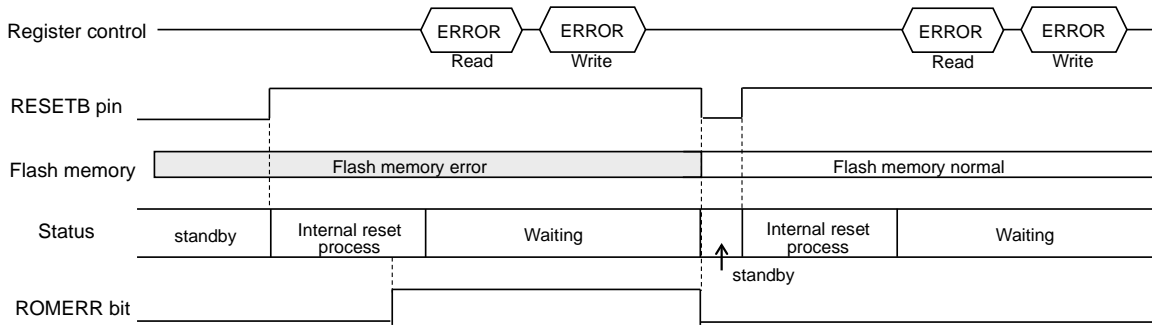 Register control
ERROR
ERROR
ERROR
ERROR
Read
Write
Read
Write
RESETB pin
Flash memory
Flash memory error
Flash memory normal
Status
standby
Internal reset
process
Waiting
Internal reset
process
Waiting
standby
ROMERR bit